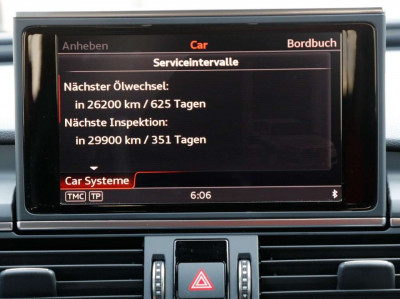 Anheben Car Bordbuch
Serviceintervalle
Nächster Ölwechsel:
in 26200 km / 625 Tagen
Nächste Inspektion:
in 29900 km / 351 Tagen
Car Systeme
TMC TP 6:06